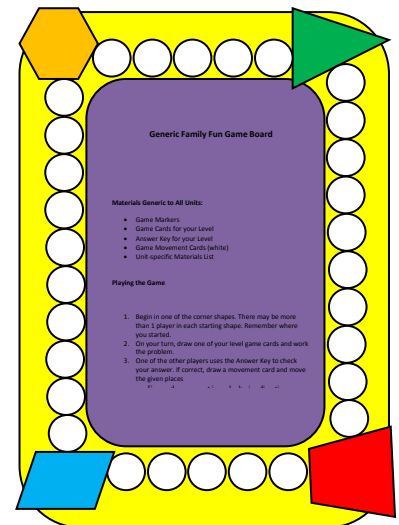 Generic Family Fun Game Board
Materials Generic to All Units:
• Game Markers
• Game Cards for your Level
• Answer Key for your Level
• Game Movement Cards (white)
• Unit-specific Materials List
Playing the Game
1. Begin in one of the corner shapes. There may be more
than 1 player in each starting shape. Remember where
you started.
2. On your turn, draw one of your level game cards and work
the problem.
3. One of the other players uses the Answer Key to check
your answer. If correct, draw a movement card and move
the given places